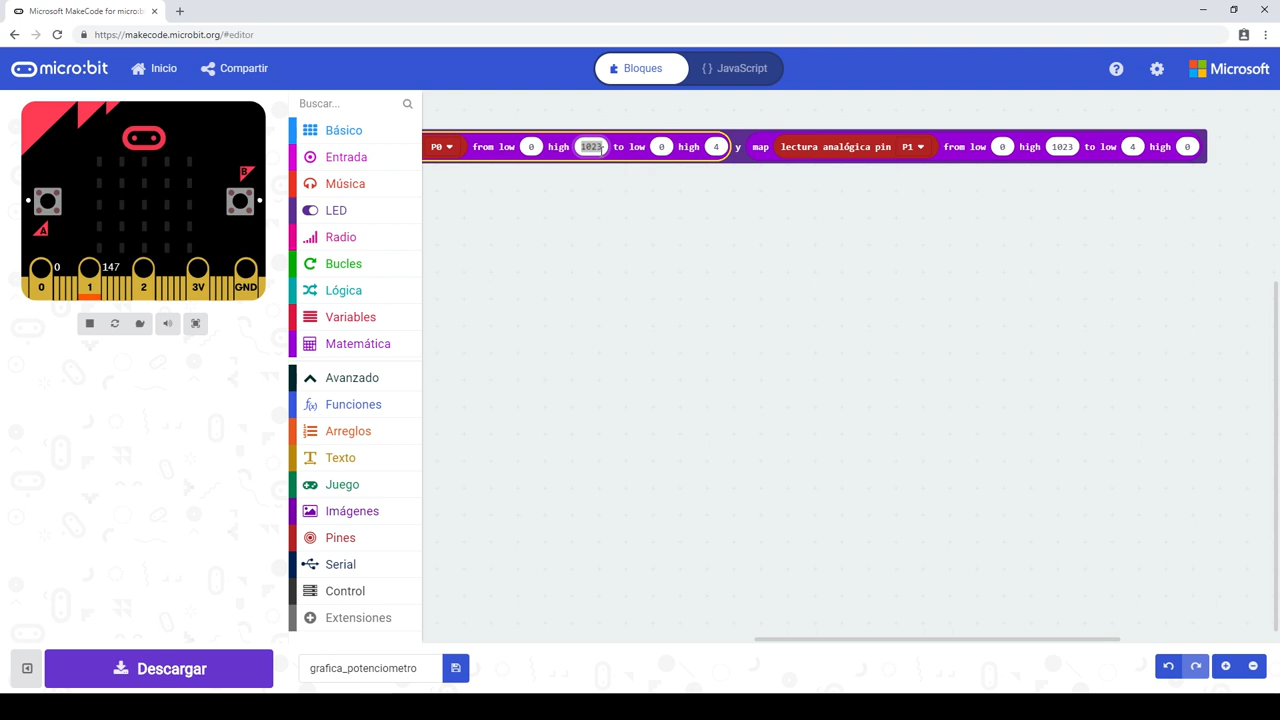 Microsoft MakeCode for micro:b
https://makecode.microbit.org/#editor
micro:bit
Inicio
Compartir
Bloques
{} JavaScript
Microsoft
Buscar...
Básico
Entrada
Música
LED
Radio
Bucles
Lógica
Variables
Matemática
Avanzado
Funciones
Arreglos
Texto
Juego
Imágenes
Pines
Serial
Control
Extensiones
P0 from low 0 high 1023 to low 0 high 4 y map lectura analógica pin P1 from low 0 high 1023 to low 4 high 0
B
A
0 147
0 1 2 3V GND
Descargar
grafica_potenciometro